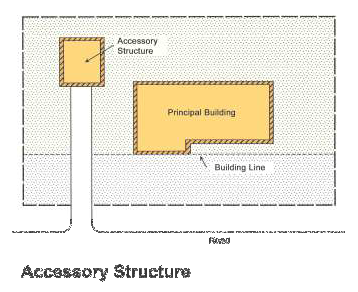 Accessory
Structure
Principal Building
Building Line
Road
Accessory Structure